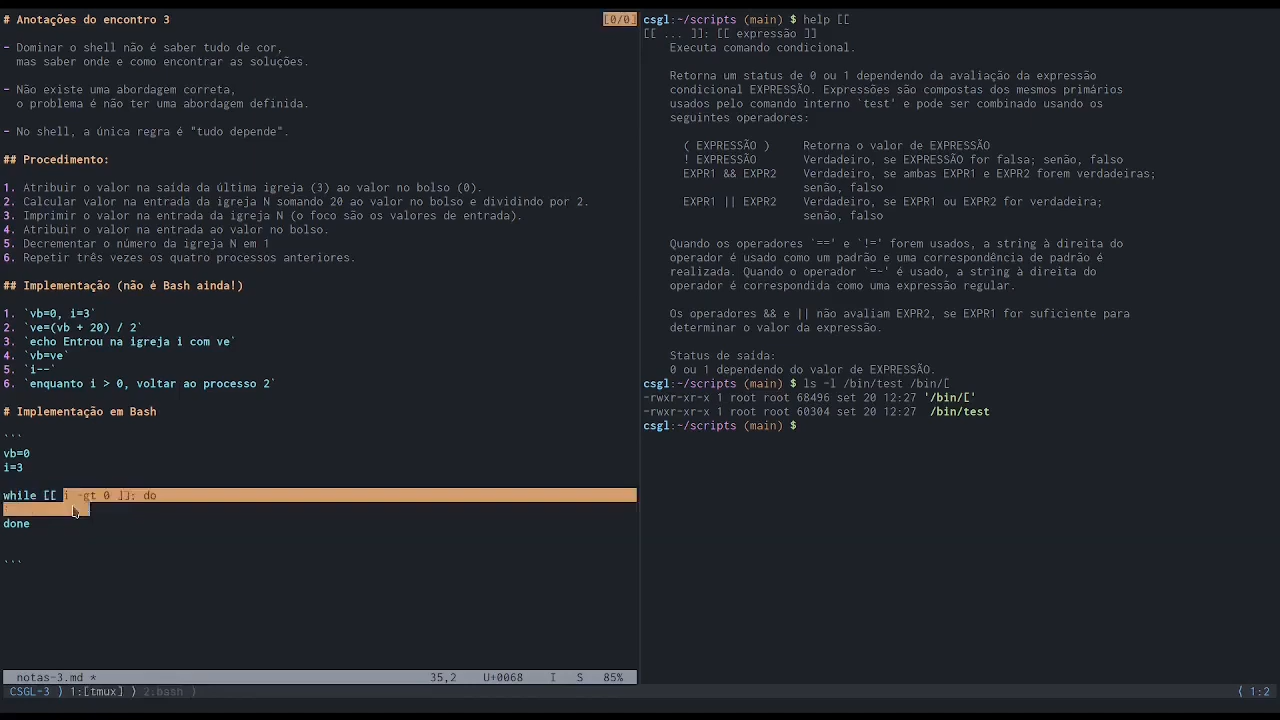 # Anotações do encontro 3
[0/0]
- Dominar o shell não é saber tudo de cor,
mas saber onde e como encontrar as soluções.
- Não existe uma abordagem correta,
o problema é não ter uma abordagem definida.
- No shell, a única regra é "tudo depende".
## Procedimento:
1. Atribuir o valor na saída da última igreja (3) ao valor no bolso (0).
2. Calcular valor na entrada da igreja N somando 20 ao valor no bolso e dividindo por 2.
3. Imprimir o valor na entrada da igreja N (o foco são os valores de entrada).
4. Atribuir o valor na entrada ao valor no bolso.
5. Decrementar o número da igreja N em 1
6. Repetir três vezes os quatro processos anteriores.
## Implementação (não é Bash ainda!)
1. `vb=0, i=3`
2. `ve=(vb + 20) / 2`
3. `echo Entrou na igreja i com ve`
4. `vb=ve`
5. `i--`
6. `enquanto i > 0, voltar ao processo 2`
# Implementação em Bash
```
vb=0
i=3
while [[ i -gt 0 ]]; do
done
```
notas-3.md * 35,2 U+0068 I S 85%
csgl:~/scripts (main) $ help [[
[[ ... ]]: [[ expressão ]]
Executa comando condicional.
Retorna um status de 0 ou 1 dependendo da avaliação da expressão
condicional EXPRESSÃO. Expressões são compostas dos mesmos primários
usados pelo comando interno `test' e pode ser combinado usando os
seguintes operadores:
( EXPRESSÃO ) Retorna o valor de EXPRESSÃO
! EXPRESSÃO Verdadeiro, se EXPRESSÃO for falsa; senão, falso
EXPR1 && EXPR2 Verdadeiro, se ambas EXPR1 e EXPR2 forem verdadeiras;
senão, falso
EXPR1 || EXPR2 Verdadeiro, se EXPR1 ou EXPR2 for verdadeira;
senão, falso
Quando os operadores `==' e `!=' forem usados, a string à direita do
operador é usado como um padrão e uma correspondência de padrão é
realizada. Quando o operador `=~' é usado, a string à direita do
operador é correspondida como uma expressão regular.
Os operadores && e || não avaliam EXPR2, se EXPR1 for suficiente para
determinar o valor da expressão.
Status de saída:
0 ou 1 dependendo do valor de EXPRESSÃO.
csgl:~/scripts (main) $ ls -l /bin/test /bin/[
-rwxr-xr-x 1 root root 68496 set 20 12:27 '/bin/['
-rwxr-xr-x 1 root root 60304 set 20 12:27 /bin/test
csgl:~/scripts (main) $
CSGL-3 ⟩ 1:[tmux] ⟩ 2:bash ⟩ ⟨ 1:2